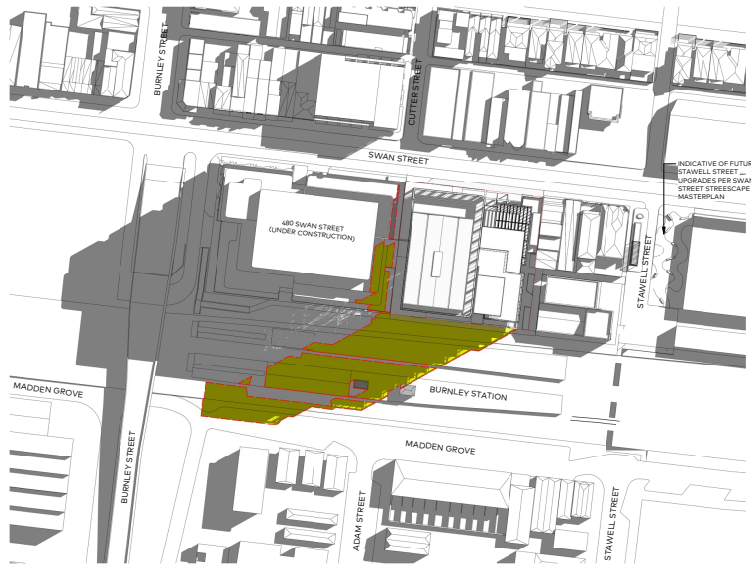 BURNLEY STREET
CUTTER STREET
SWAN STREET
INDICATIVE OF FUTUR
STAWELL STREET
UPGRADES PER SWAN
STREET STREESCAPE
MASTERPLAN
480 SWAN STREET
(UNDER CONSTRUCTION)
STAWELL STREET
MADDEN GROVE
BURNLEY STATION
MADDEN GROVE
BURNLEY STREET
ADAM STREET
STAWELL STREET